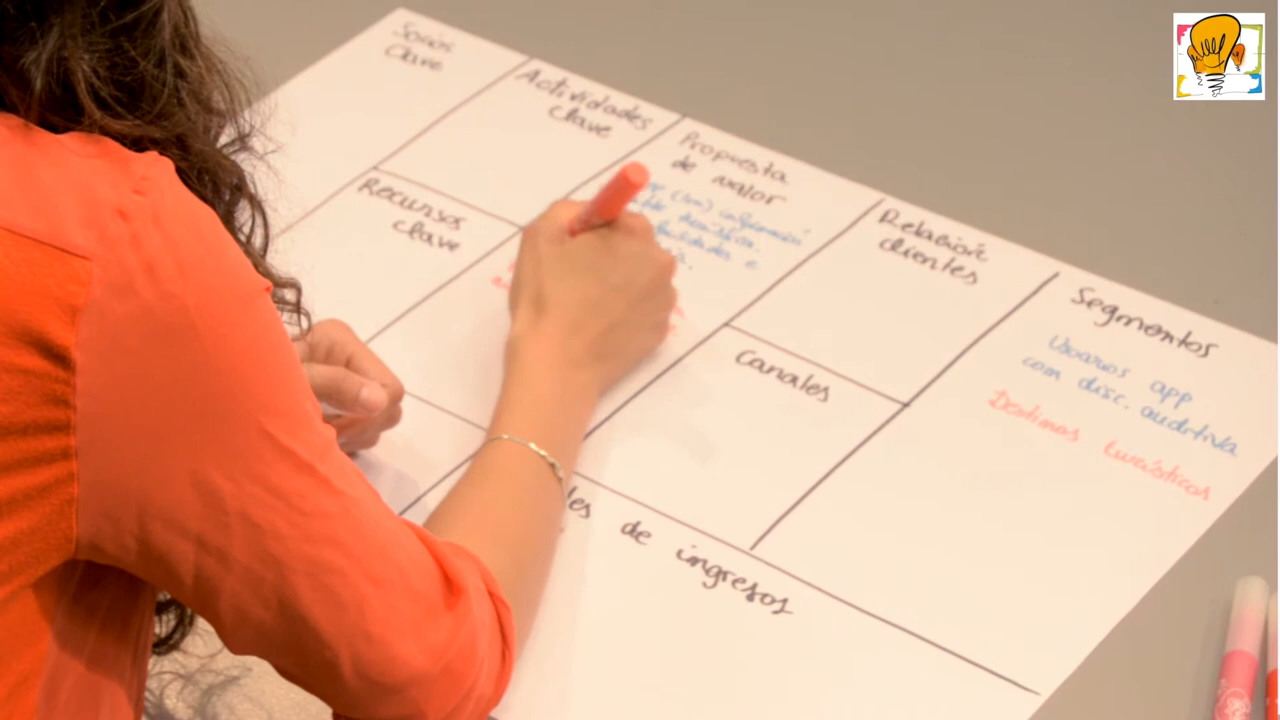 Socios
Clave
Actividades
clave
Propuesta
de valor
Recursos
clave
Relación
clientes
Canales
Segmentos
Usuarios app
con disc. auditiva
Destinos turísticos
de ingresos